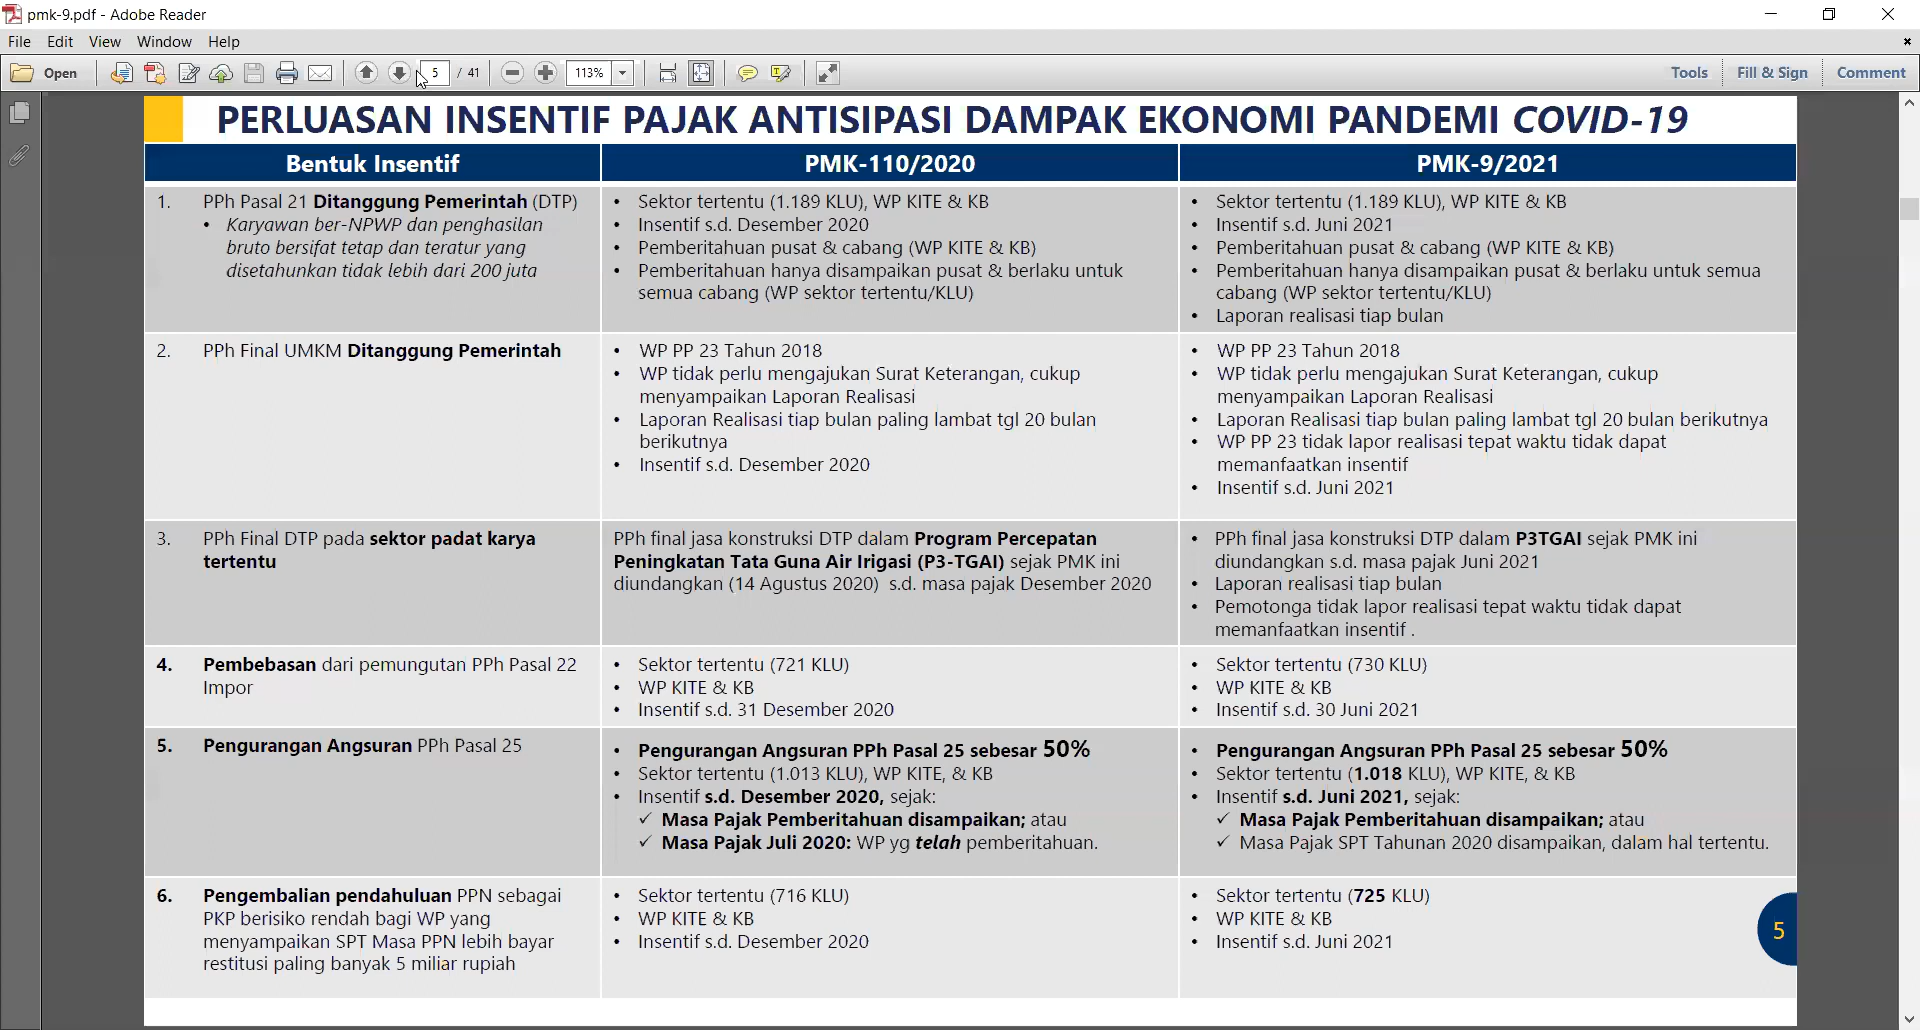 pmk-9.pdf - Adobe Reader
File Edit View Window Help
Open 5 / 41 113% Tools Fill & Sign Comment
PERLUASAN INSENTIF PAJAK ANTISIPASI DAMPAK EKONOMI PANDEMI COVID-19
Bentuk Insentif PMK-110/2020 PMK-9/2021
1. PPh Pasal 21 Ditanggung Pemerintah (DTP)
• Karyawan ber-NPWP dan penghasilan
bruto bersifat tetap dan teratur yang
disetahunkan tidak lebih dari 200 juta
• Sektor tertentu (1.189 KLU), WP KITE & KB
• Insentif s.d. Desember 2020
• Pemberitahuan pusat & cabang (WP KITE & KB)
• Pemberitahuan hanya disampaikan pusat & berlaku untuk
semua cabang (WP sektor tertentu/KLU)
• Sektor tertentu (1.189 KLU), WP KITE & KB
• Insentif s.d. Juni 2021
• Pemberitahuan pusat & cabang (WP KITE & KB)
• Pemberitahuan hanya disampaikan pusat & berlaku untuk semua
cabang (WP sektor tertentu/KLU)
• Laporan realisasi tiap bulan
2. PPh Final UMKM Ditanggung Pemerintah
• WP PP 23 Tahun 2018
• WP tidak perlu mengajukan Surat Keterangan, cukup
menyampaikan Laporan Realisasi
• Laporan Realisasi tiap bulan paling lambat tgl 20 bulan
berikutnya
• Insentif s.d. Desember 2020
• WP PP 23 Tahun 2018
• WP tidak perlu mengajukan Surat Keterangan, cukup
menyampaikan Laporan Realisasi
• Laporan Realisasi tiap bulan paling lambat tgl 20 bulan berikutnya
• WP PP 23 tidak lapor realisasi tepat waktu tidak dapat
memanfaatkan insentif
• Insentif s.d. Juni 2021
3. PPh Final DTP pada sektor padat karya
tertentu
PPh final jasa konstruksi DTP dalam Program Percepatan
Peningkatan Tata Guna Air Irigasi (P3-TGAI) sejak PMK ini
diundangkan (14 Agustus 2020) s.d. masa pajak Desember 2020
• PPh final jasa konstruksi DTP dalam P3TGAI sejak PMK ini
diundangkan s.d. masa pajak Juni 2021
• Laporan realisasi tiap bulan
• Pemotonga tidak lapor realisasi tepat waktu tidak dapat
memanfaatkan insentif .
4. Pembebasan dari pemungutan PPh Pasal 22
Impor
• Sektor tertentu (721 KLU)
• WP KITE & KB
• Insentif s.d. 31 Desember 2020
• Sektor tertentu (730 KLU)
• WP KITE & KB
• Insentif s.d. 30 Juni 2021
5. Pengurangan Angsuran PPh Pasal 25
• Pengurangan Angsuran PPh Pasal 25 sebesar 50%
• Sektor tertentu (1.013 KLU), WP KITE, & KB
• Insentif s.d. Desember 2020, sejak:
✓ Masa Pajak Pemberitahuan disampaikan; atau
✓ Masa Pajak Juli 2020: WP yg telah pemberitahuan.
• Pengurangan Angsuran PPh Pasal 25 sebesar 50%
• Sektor tertentu (1.018 KLU), WP KITE, & KB
• Insentif s.d. Juni 2021, sejak:
✓ Masa Pajak Pemberitahuan disampaikan; atau
✓ Masa Pajak SPT Tahunan 2020 disampaikan, dalam hal tertentu.
6. Pengembalian pendahuluan PPN sebagai
PKP berisiko rendah bagi WP yang
menyampaikan SPT Masa PPN lebih bayar
restitusi paling banyak 5 miliar rupiah
• Sektor tertentu (716 KLU)
• WP KITE & KB
• Insentif s.d. Desember 2020
• Sektor tertentu (725 KLU)
• WP KITE & KB
• Insentif s.d. Juni 2021
5